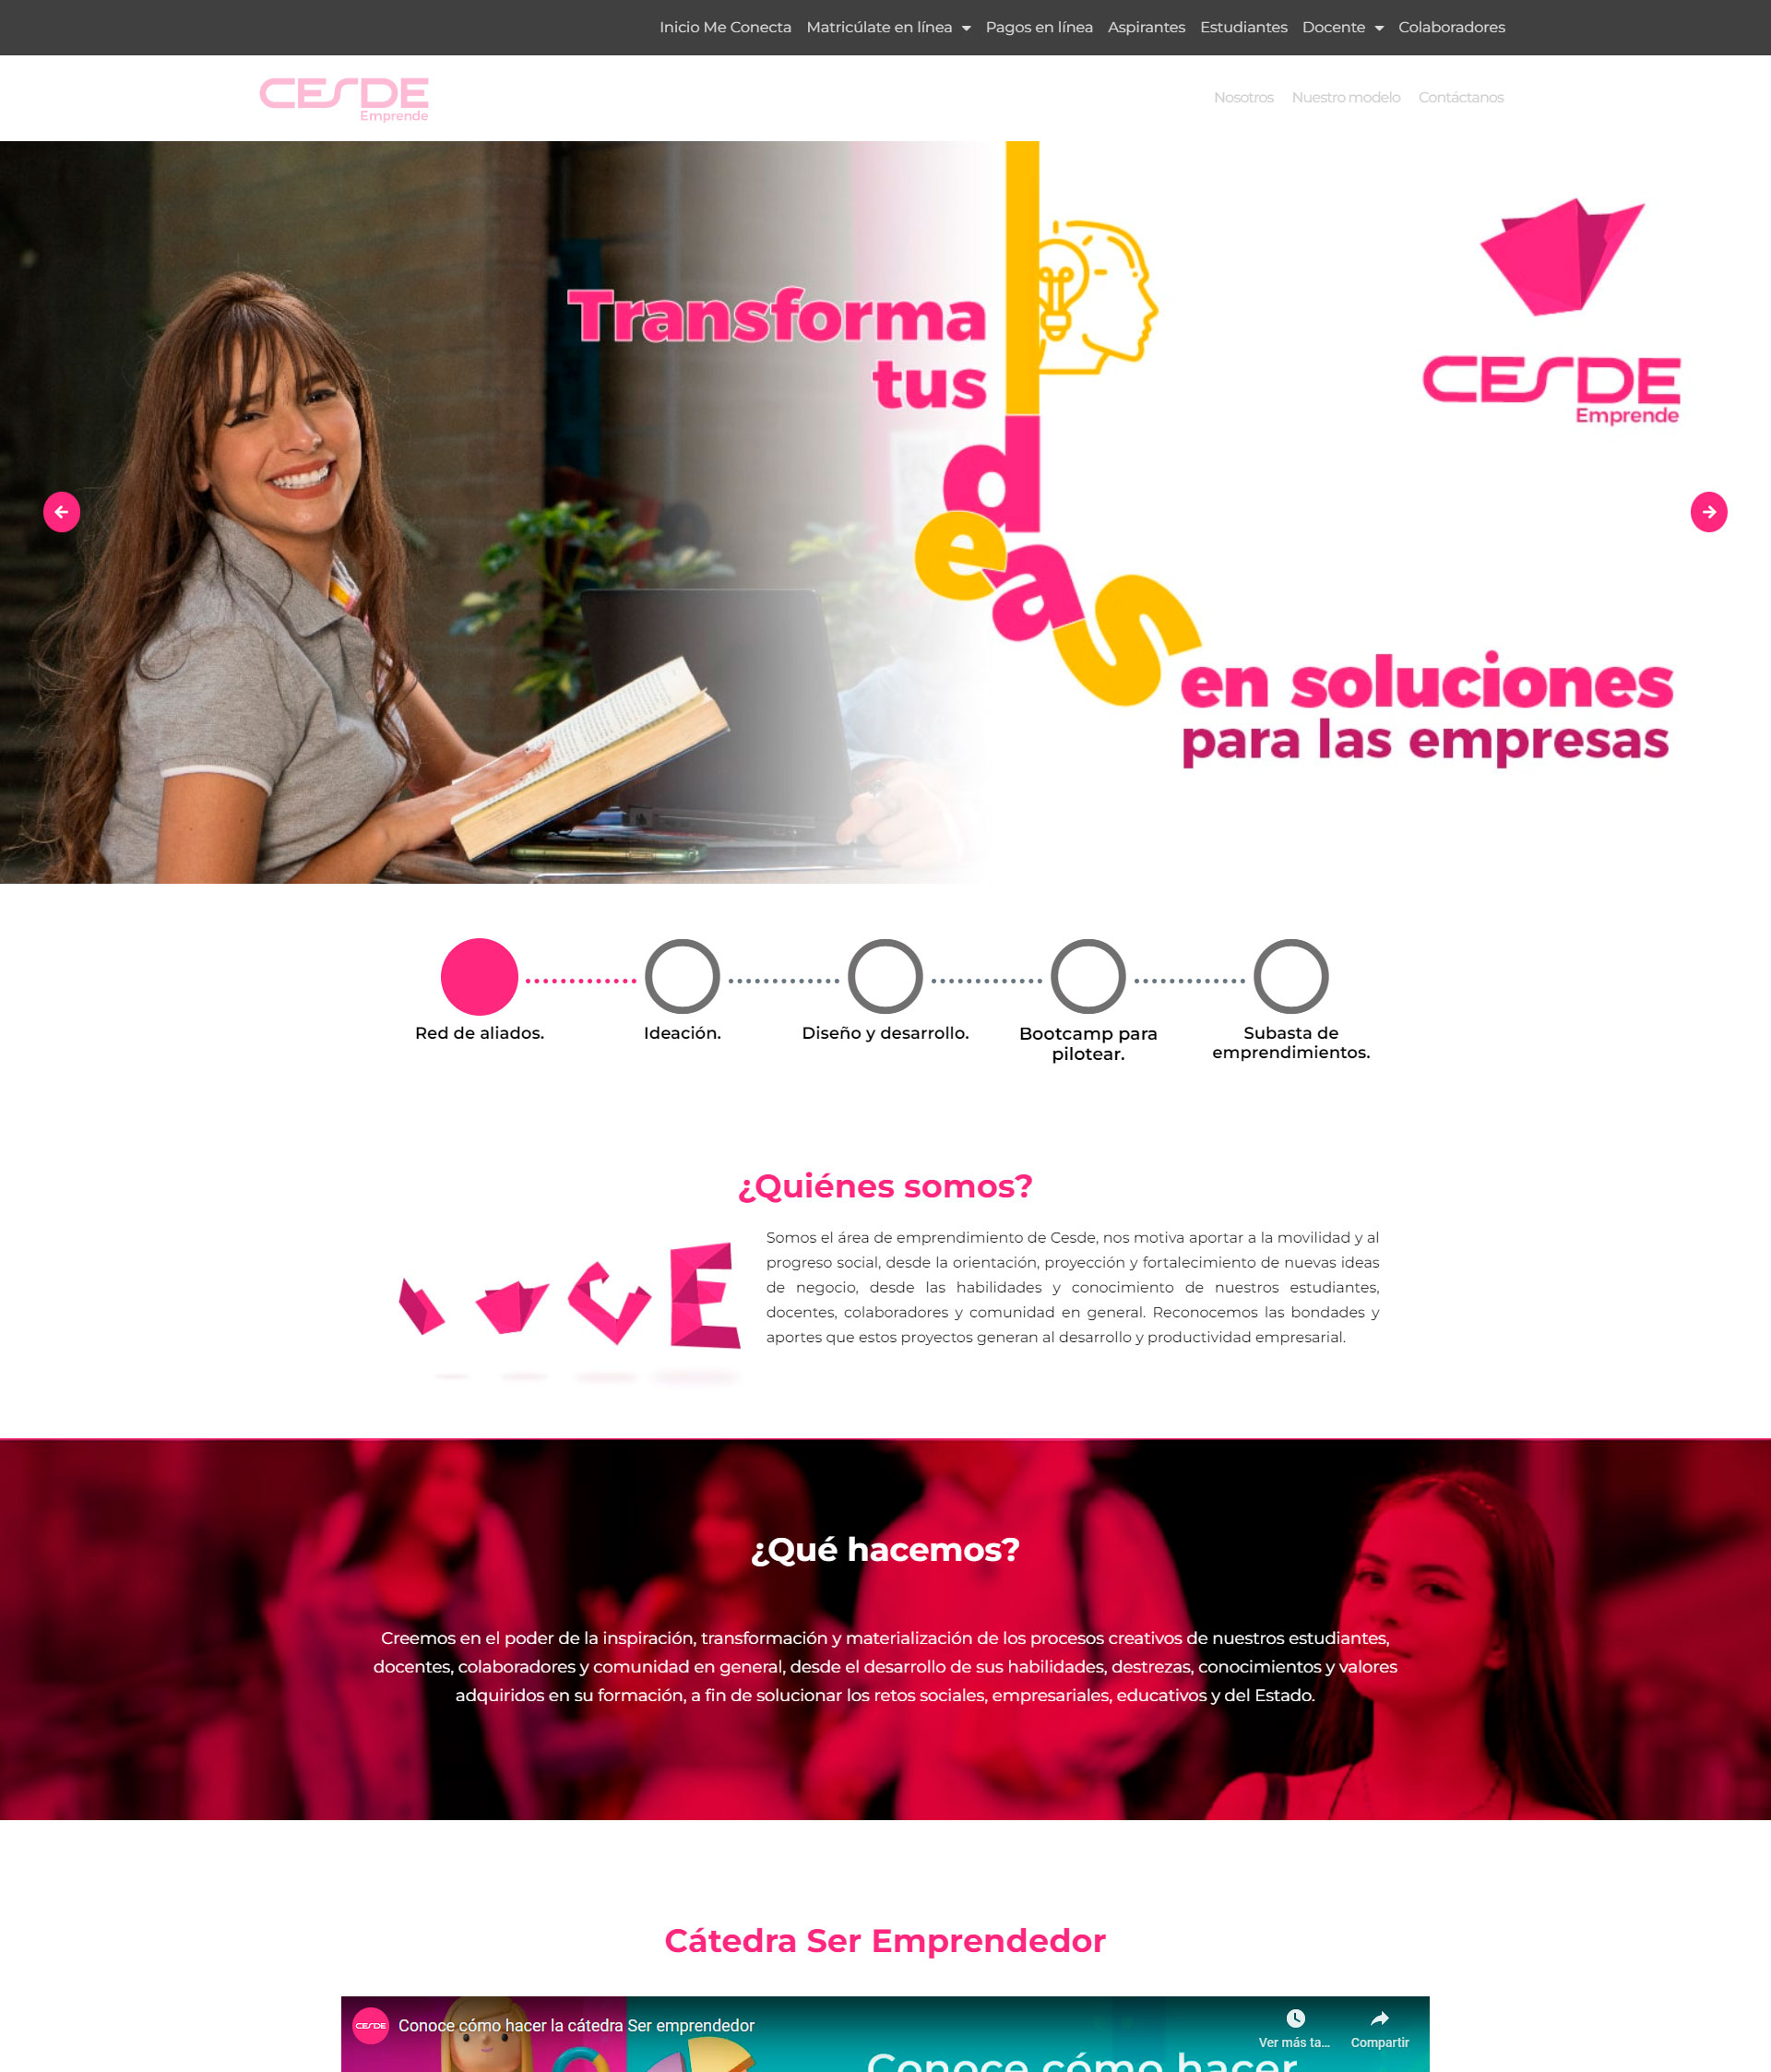 Inicio Me Conecta Matricúlate en línea Pagos en línea Aspirantes Estudiantes Docente Colaboradores
CESDE
Emprende
Nosotros Nuestro modelo Contáctanos
Transforma
tus
ideas
en soluciones
para las empresas
CESDE
Emprende
Red de aliados.
Ideación.
Diseño y desarrollo.
Bootcamp para
pilotear.
Subasta de
emprendimientos.
¿Quiénes somos?
Somos el área de emprendimiento de Cesde, nos motiva aportar a la movilidad y al
progreso social, desde la orientación, proyección y fortalecimiento de nuevas ideas
de negocio, desde las habilidades y conocimiento de nuestros estudiantes,
docentes, colaboradores y comunidad en general. Reconocemos las bondades y
aportes que estos proyectos generan al desarrollo y productividad empresarial.
¿Qué hacemos?
Creemos en el poder de la inspiración, transformación y materialización de los procesos creativos de nuestros estudiantes,
docentes, colaboradores y comunidad en general, desde el desarrollo de sus habilidades, destrezas, conocimientos y valores
adquiridos en su formación, a fin de solucionar los retos sociales, empresariales, educativos y del Estado.
Cátedra Ser Emprendedor
CESDE
Conoce cómo hacer la cátedra Ser emprendedor
Ver más ta...
Compartir
Conoce cómo hacer